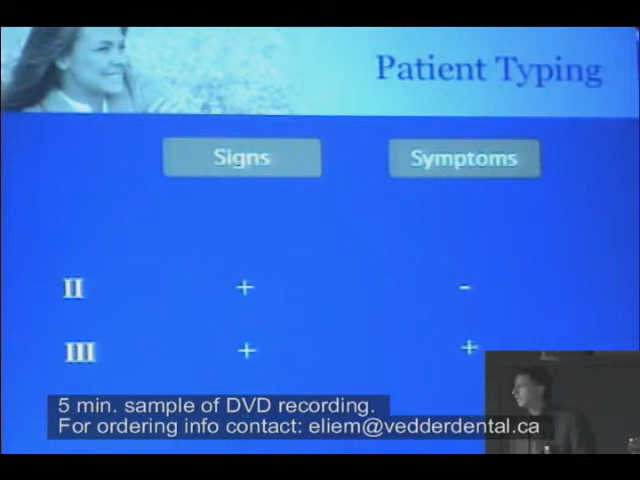 Patient Typing
Signs
Symptoms
II + -
III + +
5 min. sample of DVD recording.
For ordering info contact: eliem@vedderdental.ca